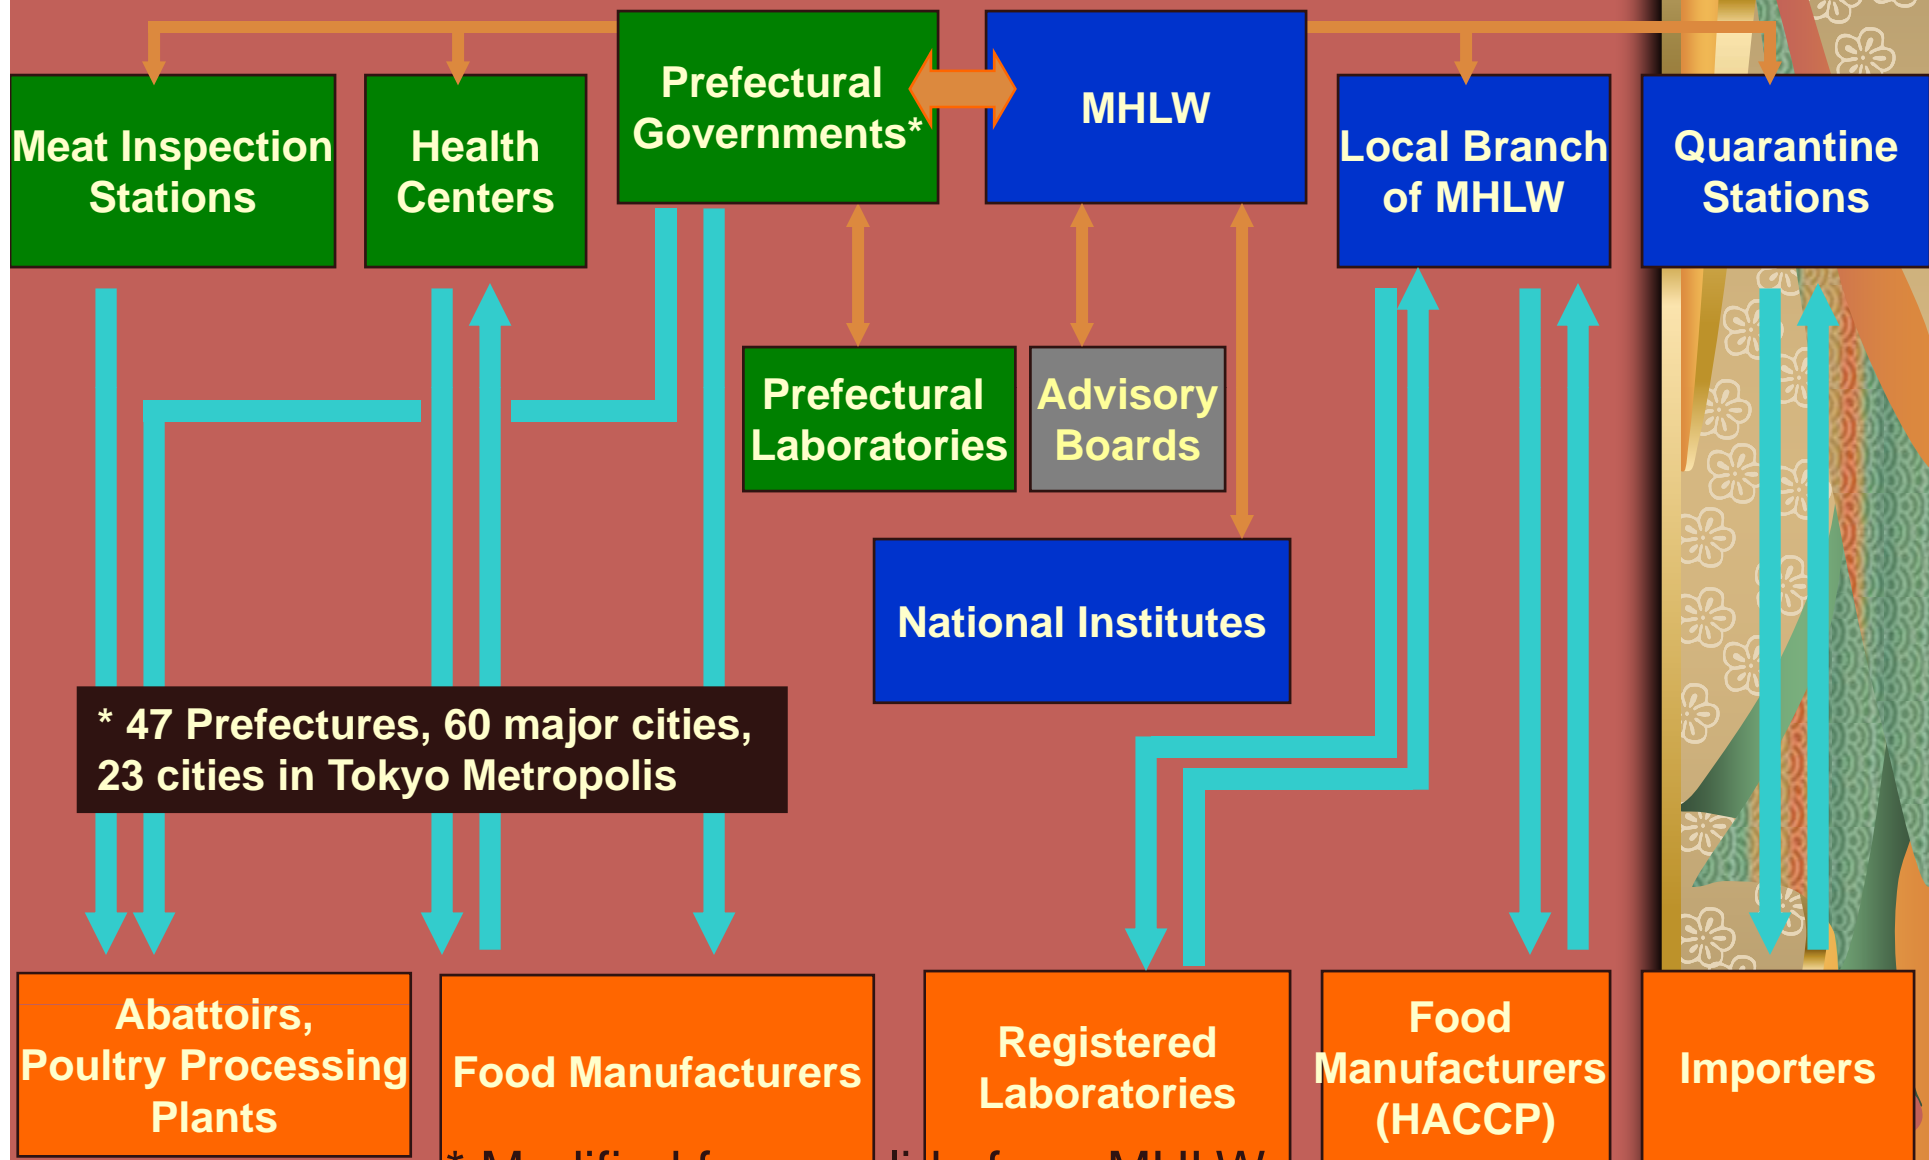 Prefectural
Governments*
MHLW
Meat Inspection
Stations
Health
Centers
Local Branch
of MHLW
Quarantine
Stations
Prefectural
Laboratories
Advisory
Boards
National Institutes
* 47 Prefectures, 60 major cities,
23 cities in Tokyo Metropolis
Abattoirs,
Poultry Processing
Plants
Food Manufacturers
Registered
Laboratories
Food
Manufacturers
(HACCP)
Importers
* Modified MHLW